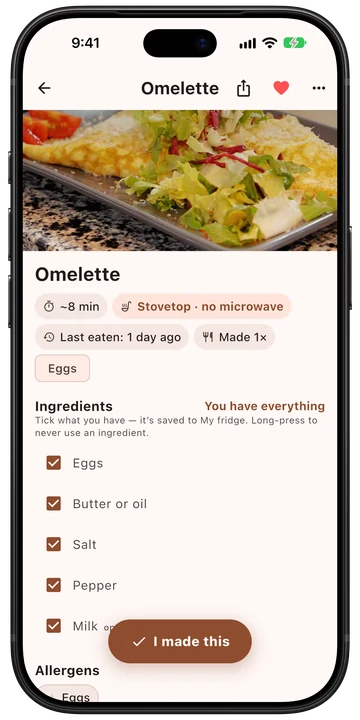 9:41
Omelette
Omelette
~8 min
Stovetop · no microwave
Last eaten: 1 day ago
Made 1×
Eggs
Ingredients
You have everything
Tick what you have — it's saved to My fridge. Long-press to
never use an ingredient.
Eggs
Butter or oil
Salt
Pepper
Milk
I made this
Allergens
Eggs